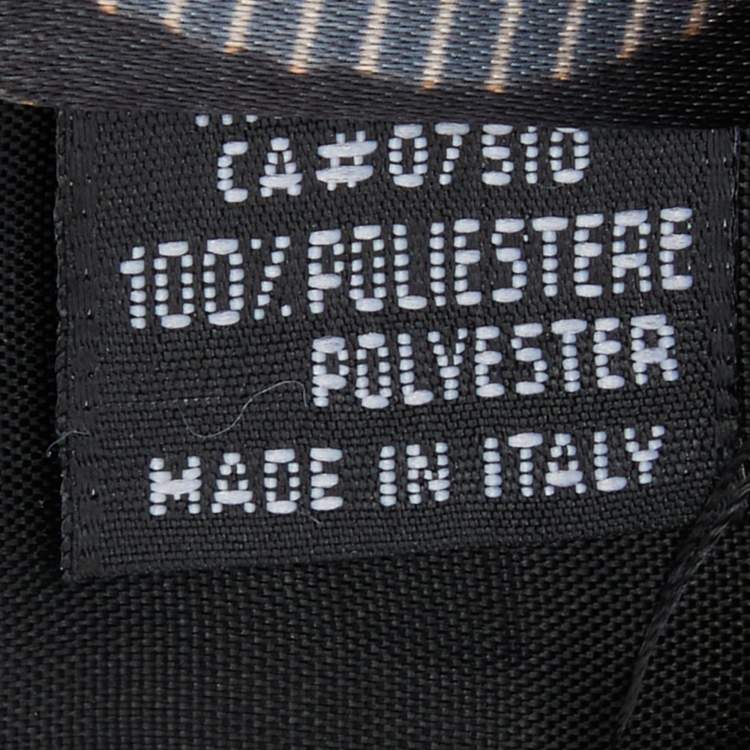 CA#07510
100% POLIESTERE
POLYESTER
MADE IN ITALY